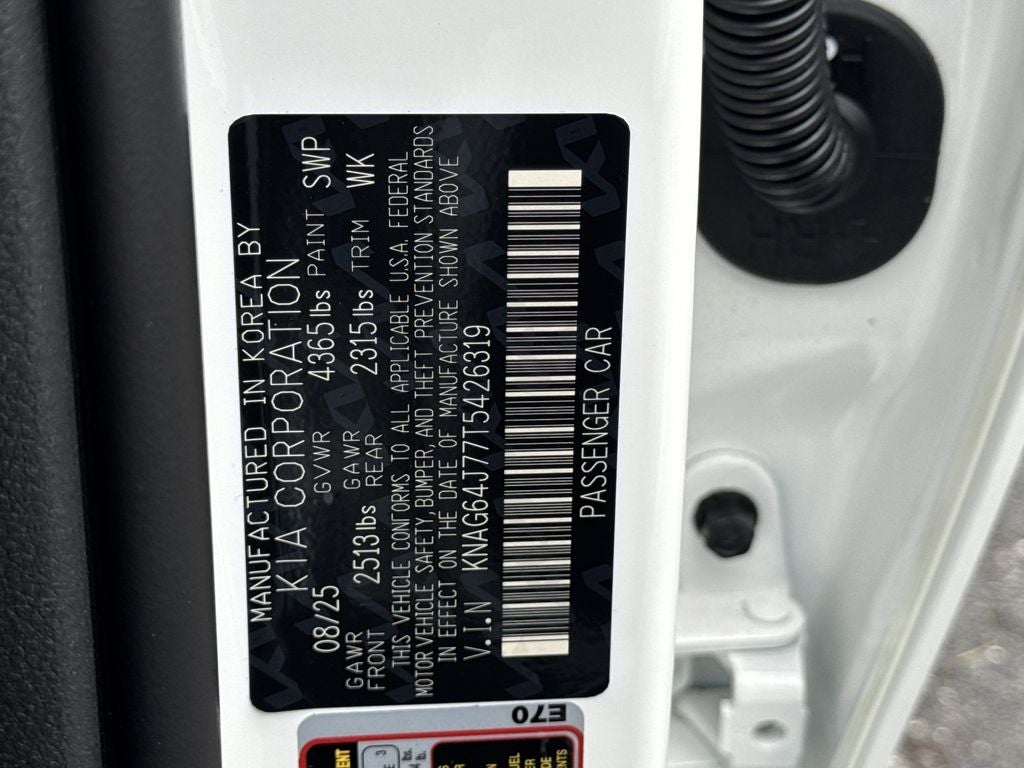 MANUFACTURED IN KOREA BY
KIA CORPORATION
08/25 GVWR 4365lbs PAINT SWP
GAWR FRONT 2513lbs GAWR REAR 2315lbs TRIM WK
THIS VEHICLE CONFORMS TO ALL APPLICABLE U.S.A. FEDERAL
MOTOR VEHICLE SAFETY, BUMPER, AND THEFT PREVENTION STANDARDS
IN EFFECT ON THE DATE OF MANUFACTURE SHOWN ABOVE
V.I.N KNAG64J77T5426319
PASSENGER CAR
E70